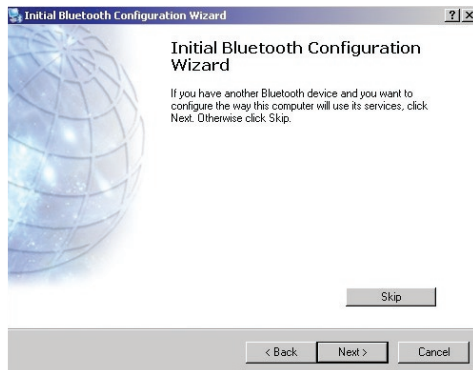 Initial Bluetooth Configuration Wizard
? x
Initial Bluetooth Configuration
Wizard
If you have another Bluetooth device and you want to
configure the way this computer will use its services, click
Next. Otherwise click Skip.
Skip
< Back Next > Cancel